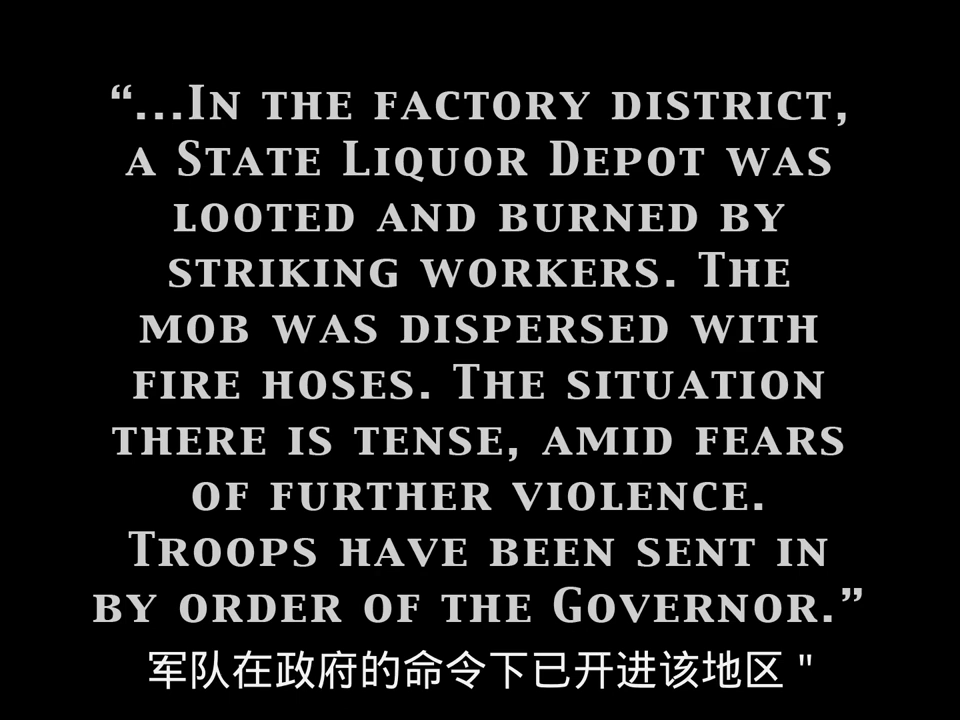 “...In the factory district,
a State Liquor Depot was
looted and burned by
striking workers. The
mob was dispersed with
fire hoses. The situation
there is tense, amid fears
of further violence.
Troops have been sent in
by order of the Governor.”
军队在政府的命令下已开进该地区 "